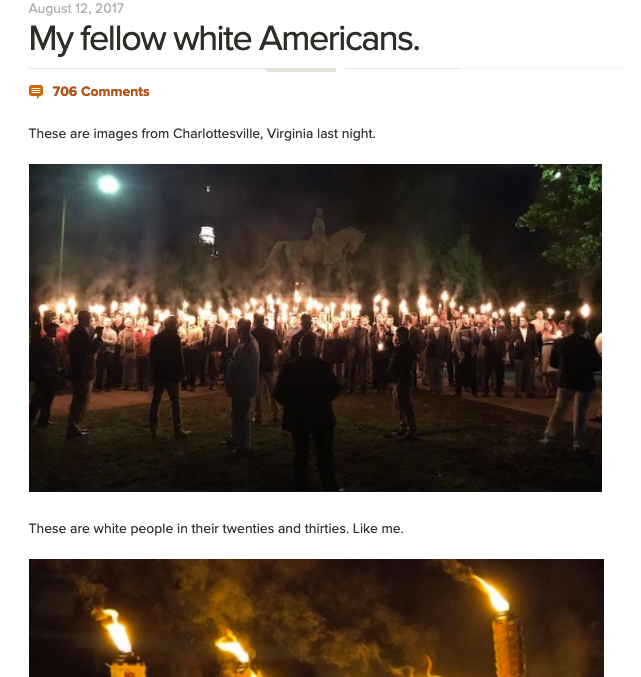 August 12, 2017
My fellow white Americans.
706 Comments
These are images from Charlottesville, Virginia last night.
These are white people in their twenties and thirties. Like me.